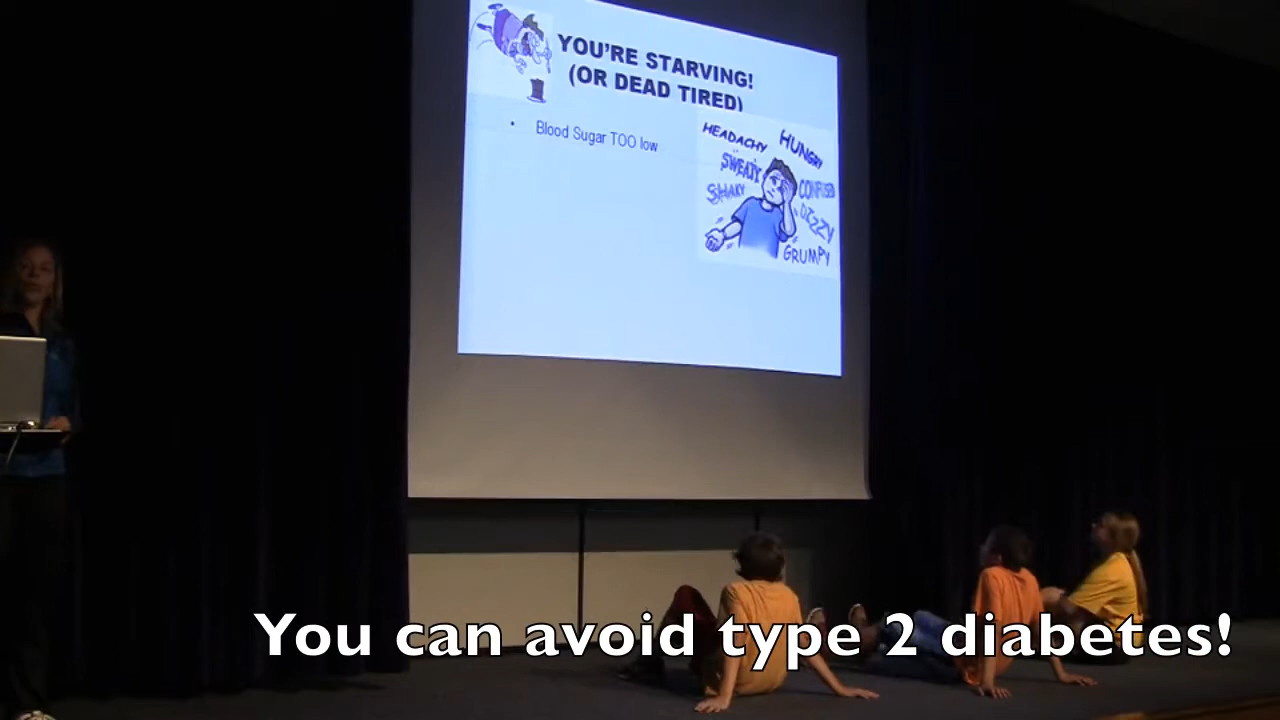 YOU'RE STARVING!
(OR DEAD TIRED)
• Blood Sugar TOO low
HEADACHY
HUNGRY
SWEATY
SHAKY
CONFUSED
DIZZY
GRUMPY
You can avoid type 2 diabetes!